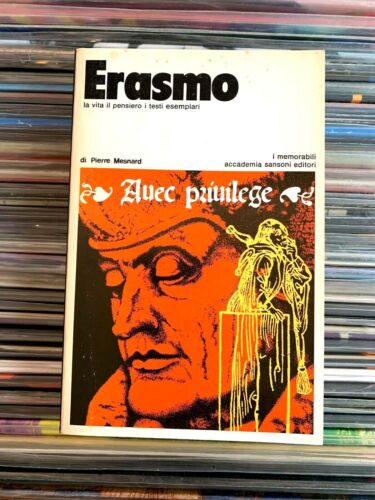 Erasmo
la vita il pensiero i testi esemplari
i memorabili
di Pierre Mesnard
accademia sansoni editori
Avec privilege